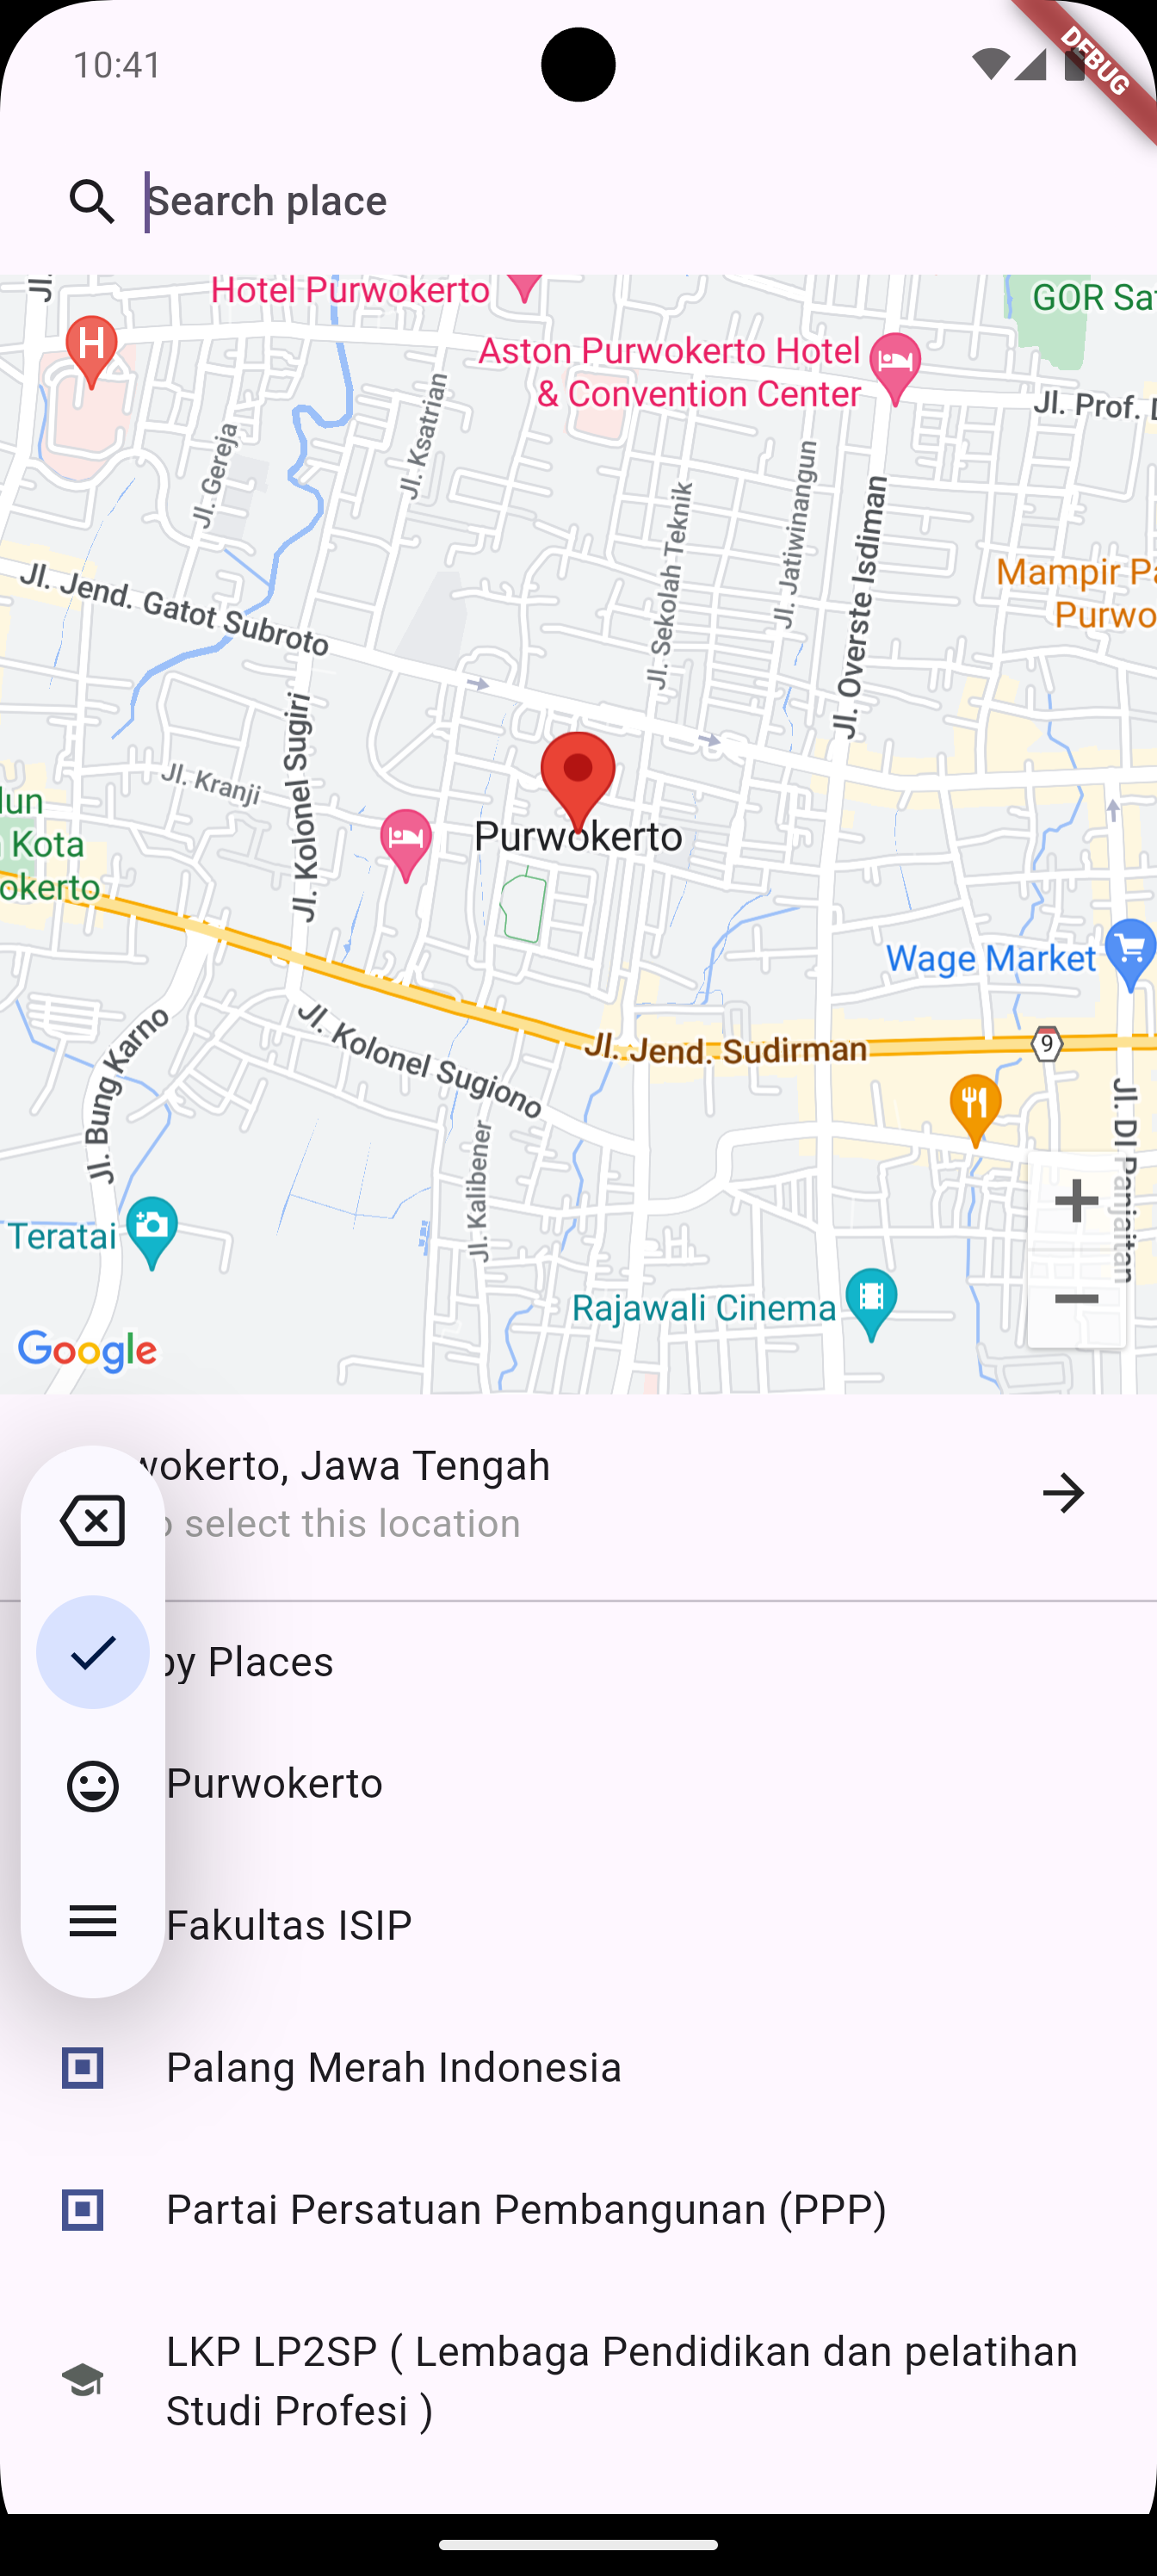 10:41
DEBUG
Search place
Jl.
Hotel Purwokerto
GOR Sa
H
Aston Purwokerto Hotel
& Convention Center
Jl. Prof.
Jl. Gereja
Jl. Ksatrian
Jl. Sekolah Teknik
Jl. Jatiwinangun
Jl. Overste Isdiman
Mampir P
Purwo
Jl. Jend. Gatot Subroto
Jl. Kolonel Sugiri
Jl. Kranji
lun
Kota
okerto
Purwokerto
Wage Market
Jl. Bung Karno
Jl. Kolonel Sugiono
Jl. Jend. Sudirman
9
Jl. Kalibener
Jl. DI Panjaitan
Teratai
Rajawali Cinema
Google
wokerto, Jawa Tengah
o select this location
by Places
Purwokerto
Fakultas ISIP
Palang Merah Indonesia
Partai Persatuan Pembangunan (PPP)
LKP LP2SP ( Lembaga Pendidikan dan pelatihan
Studi Profesi )